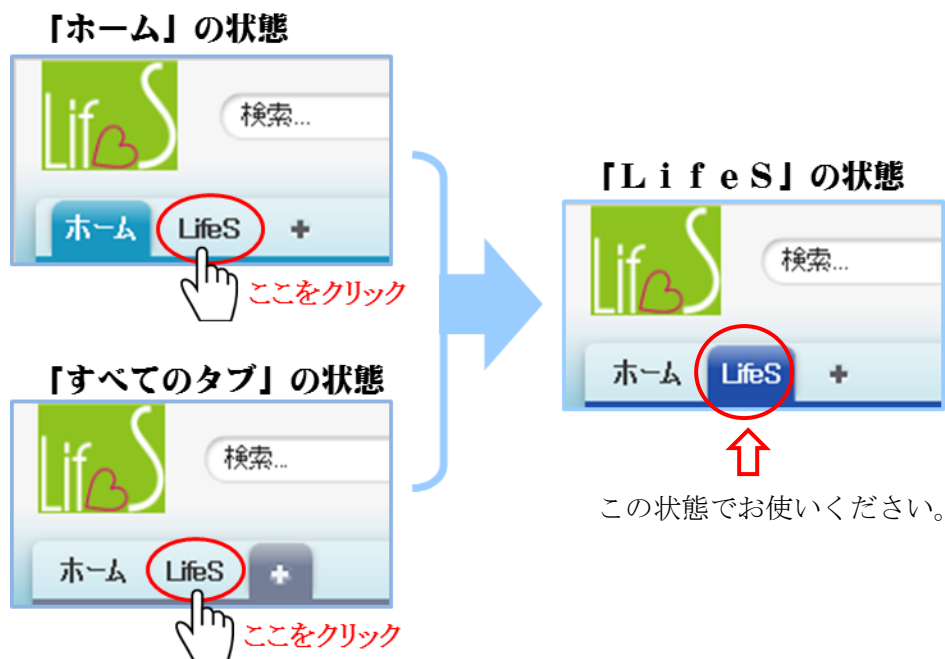 「ホーム」の状態
LifeS
検索...
ホーム LifeS +
ここをクリック
「すべてのタブ」の状態
LifeS
検索...
ホーム LifeS +
ここをクリック
「ＬｉｆｅＳ」の状態
LifeS
検索...
ホーム LifeS +
この状態でお使いください。